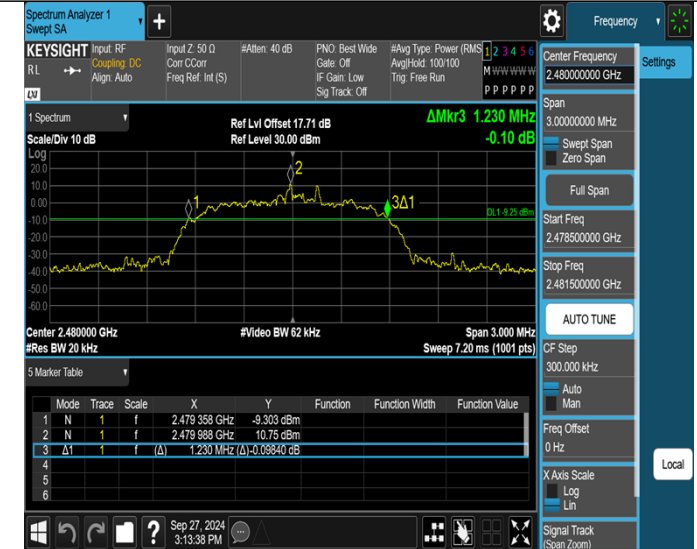 Spectrum Analyzer 1
Swept SA
+
Frequency
KEYSIGHT
RL
LXI
Input: RF
Coupling: DC
Align: Auto
Input Z: 50 Ω
Corr CCorr
Freq Ref: Int (S)
#Atten: 40 dB
PNO: Best Wide
Gate: Off
IF Gain: Low
Sig Track: Off
#Avg Type: Power (RMS
Avg|Hold: 100/100
Trig: Free Run
1 2 3 4 5 6
M W W W W W
P P P P P P
Center Frequency
2.480000000 GHz
Settings
Span
3.00000000 MHz
Swept Span
Zero Span
Full Span
Start Freq
2.478500000 GHz
Stop Freq
2.481500000 GHz
AUTO TUNE
CF Step
300.000 kHz
Auto
Man
Freq Offset
0 Hz
X Axis Scale
Log
Lin
Signal Track
(Span Zoom)
Local
1 Spectrum
Scale/Div 10 dB
Ref Lvl Offset 17.71 dB
Ref Level 30.00 dBm
ΔMkr3 1.230 MHz
-0.10 dB
Log
20.0
10.0
0.00
-10.0
-20.0
-30.0
-40.0
-50.0
-60.0
1
2
3Δ1
DL1 -9.25 dBm
Center 2.480000 GHz
#Video BW 62 kHz
Span 3.000 MHz
#Res BW 20 kHz
Sweep 7.20 ms (1001 pts)
5 Marker Table
Mode Trace Scale X Y Function Function Width Function Value
1 N 1 f 2.479 358 GHz -9.303 dBm
2 N 1 f 2.479 988 GHz 10.75 dBm
3 Δ1 1 f (Δ) 1.230 MHz (Δ) -0.09840 dB
4
5
6
?
Sep 27, 2024
3:13:38 PM